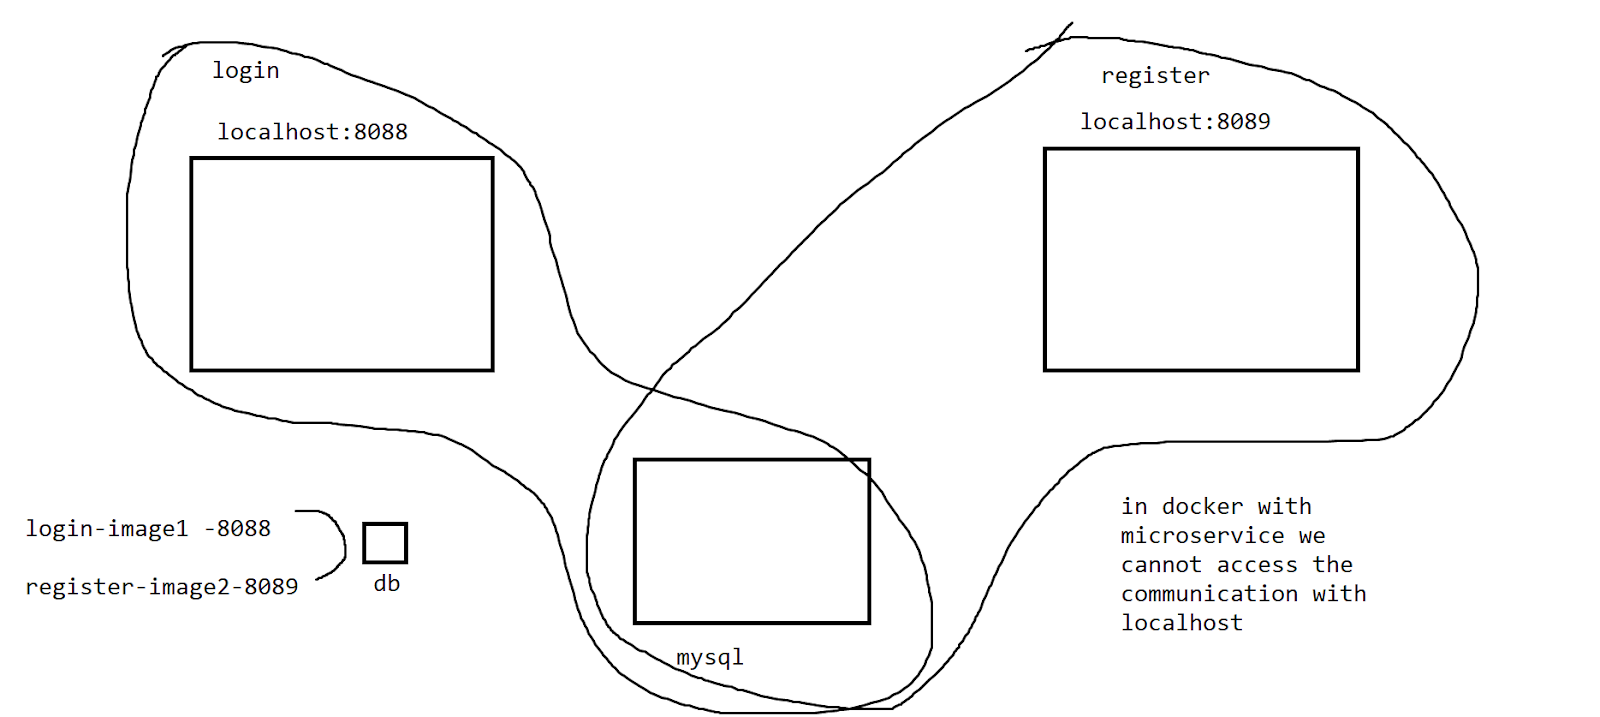 login
localhost:8088
register
localhost:8089
login-image1 -8088
register-image2-8089
db
mysql
in docker with
microservice we
cannot access the
communication with
localhost